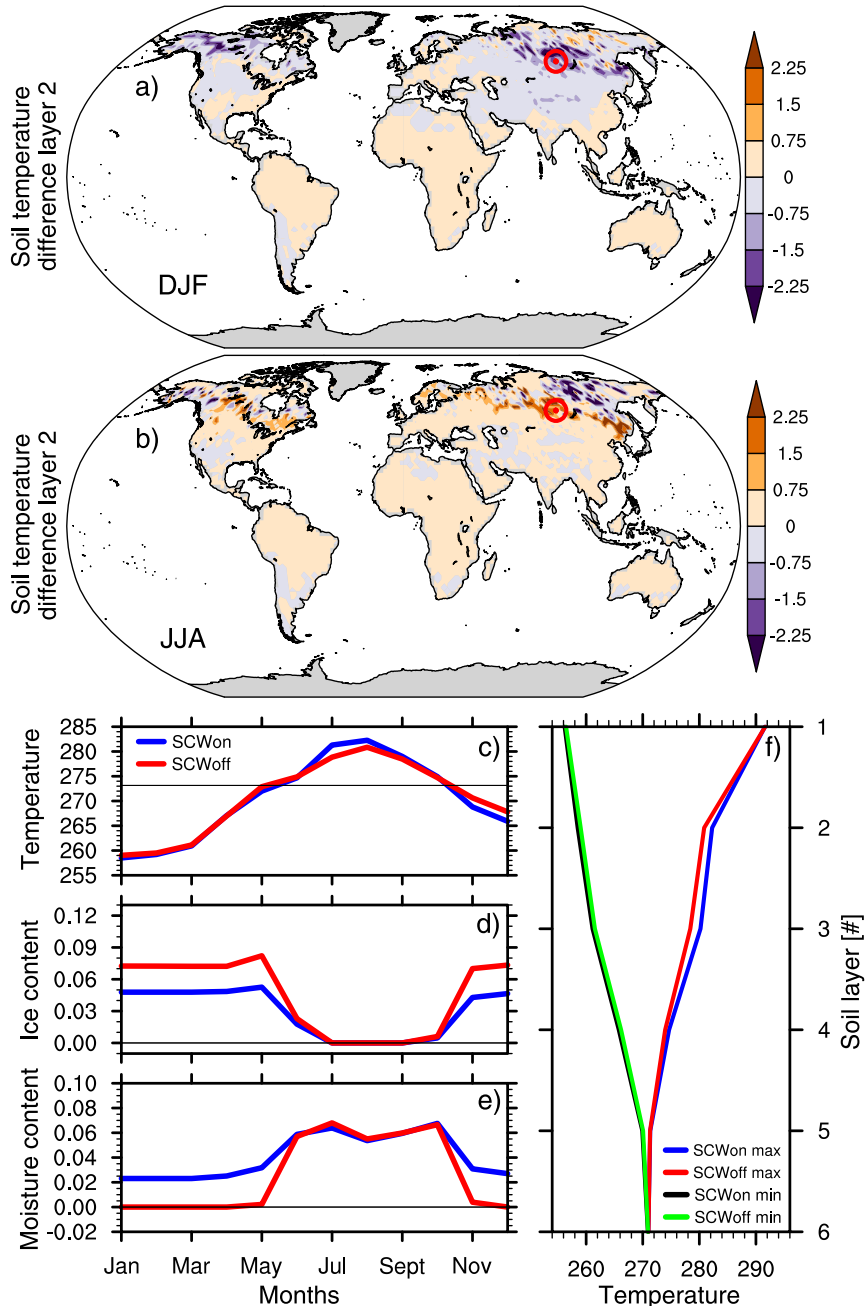 Soil temperature
difference layer 2
a)
DJF
2.25
1.5
0.75
0
-0.75
-1.5
-2.25
Soil temperature
difference layer 2
b)
JJA
2.25
1.5
0.75
0
-0.75
-1.5
-2.25
Temperature
285
280
275
270
265
260
255
SCWon
SCWoff
c)
Ice content
0.12
0.09
0.06
0.03
0.00
d)
Moisture content
0.10
0.08
0.06
0.04
0.02
0.00
-0.02
e)
Jan Mar May Jul Sept Nov
Months
f)
1
2
3
4
5
6
Soil layer [#]
SCWon max
SCWoff max
SCWon min
SCWoff min
260 270 280 290
Temperature